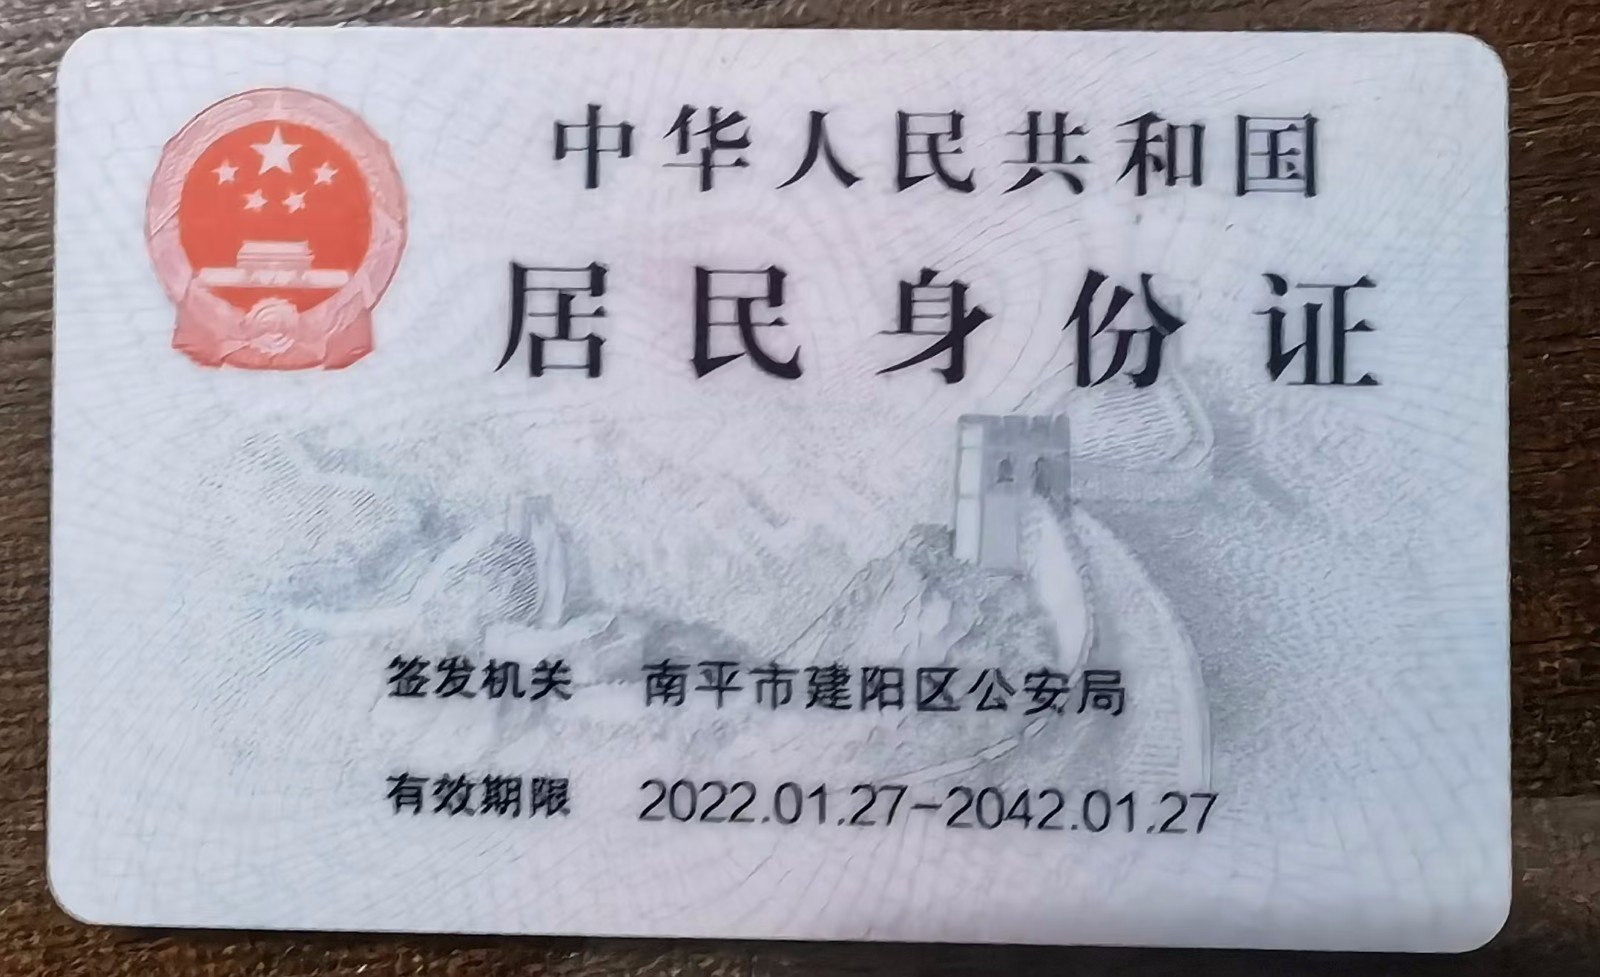 中华人民共和国
居民身份证
签发机关 南平市建阳区公安局
有效期限 2022.01.27-2042.01.27